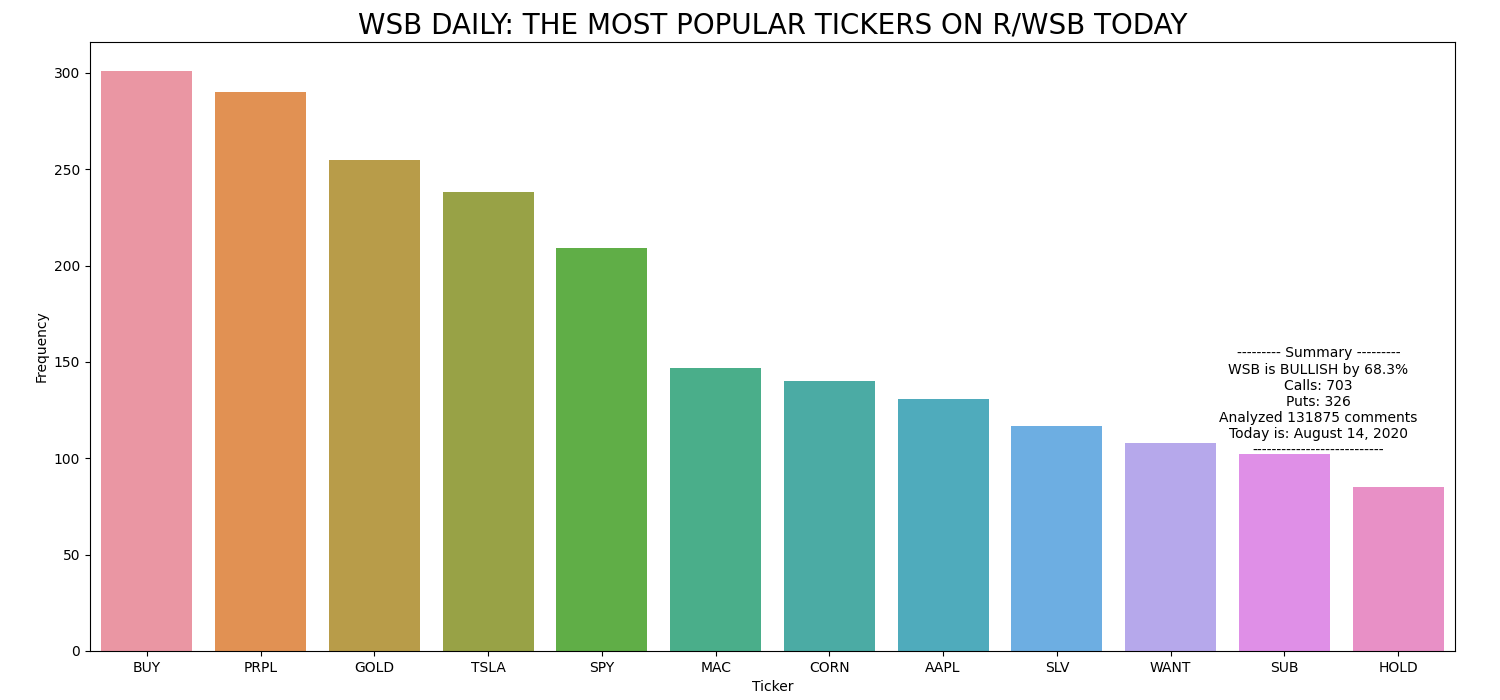 WSB DAILY: THE MOST POPULAR TICKERS ON R/WSB TODAY
300
250
200
150
100
50
0
Frequency
--------- Summary ---------
WSB is BULLISH by 68.3%
Calls: 703
Puts: 326
Analyzed 131875 comments
Today is: August 14, 2020
---------------------------
BUY PRPL GOLD TSLA SPY MAC CORN AAPL SLV WANT SUB HOLD
Ticker